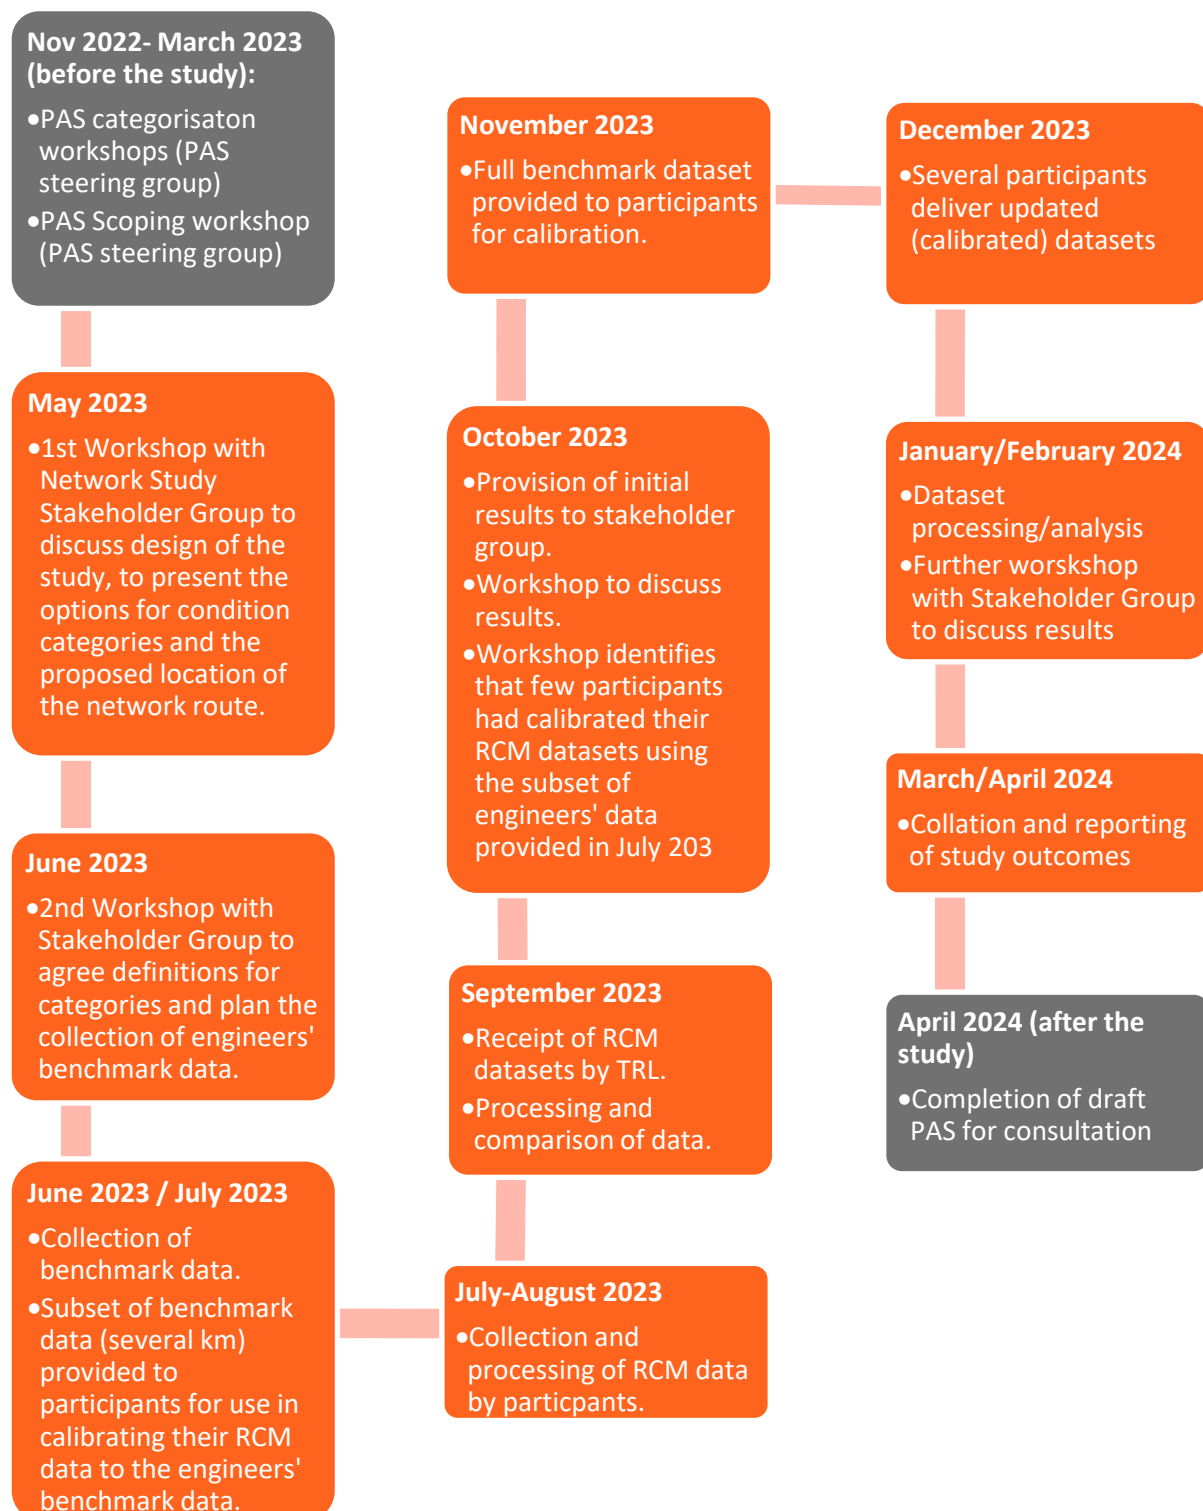 Nov 2022- March 2023
(before the study):
•PAS categorisaton
workshops (PAS
steering group)
•PAS Scoping workshop
(PAS steering group)
May 2023
•1st Workshop with
Network Study
Stakeholder Group to
discuss design of the
study, to present the
options for condition
categories and the
proposed location of
the network route.
June 2023
•2nd Workshop with
Stakeholder Group to
agree definitions for
categories and plan the
collection of engineers'
benchmark data.
June 2023 / July 2023
•Collection of
benchmark data.
•Subset of benchmark
data (several km)
provided to
participants for use in
calibrating their RCM
data to the engineers'
benchmark data.
July-August 2023
•Collection and
processing of RCM data
by particpants.
September 2023
•Receipt of RCM
datasets by TRL.
•Processing and
comparison of data.
October 2023
•Provision of initial
results to stakeholder
group.
•Workshop to discuss
results.
•Workshop identifies
that few participants
had calibrated their
RCM datasets using
the subset of
engineers' data
provided in July 203
November 2023
•Full benchmark dataset
provided to participants
for calibration.
December 2023
•Several participants
deliver updated
(calibrated) datasets
January/February 2024
•Dataset
processing/analysis
•Further worskshop
with Stakeholder Group
to discuss results
March/April 2024
•Collation and reporting
of study outcomes
April 2024 (after the
study)
•Completion of draft
PAS for consultation